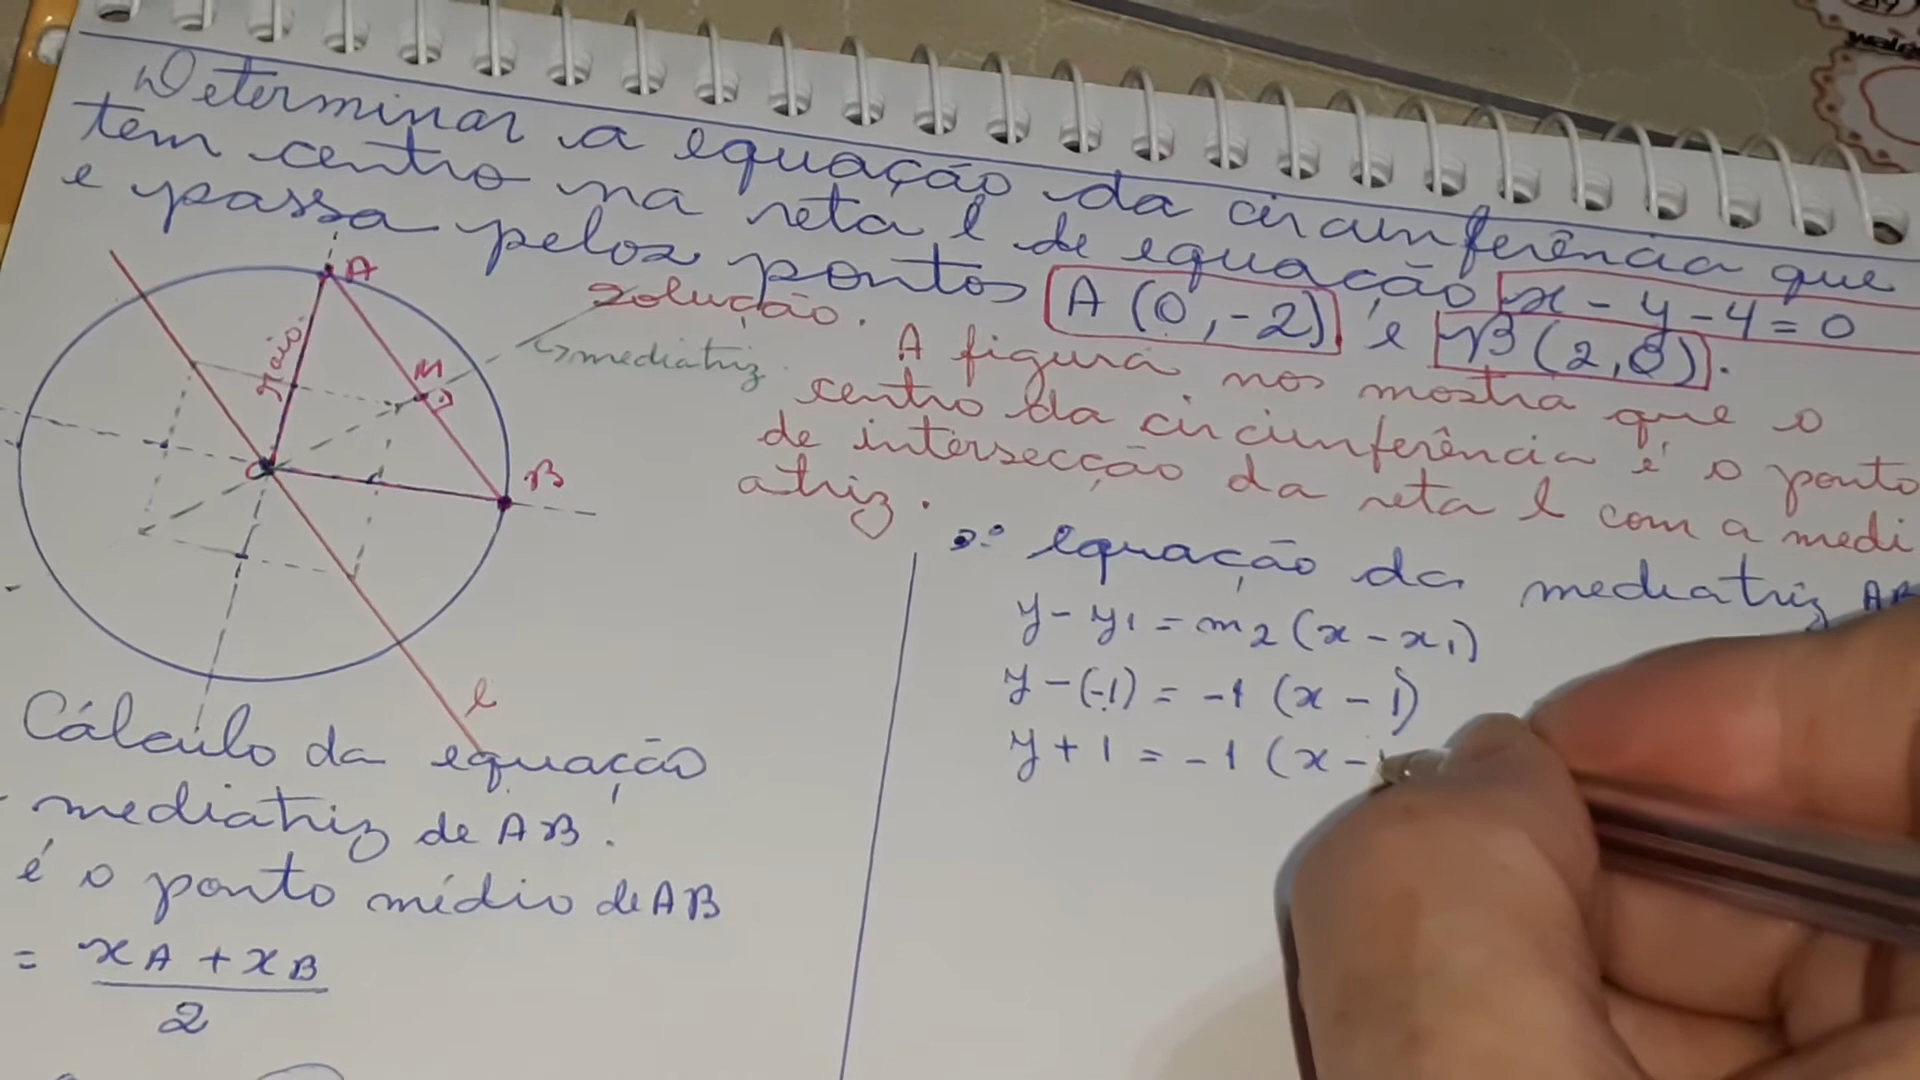 Determinar a equação da circunferência que
tem centro na reta l de equação x - y - 4 = 0
e passa pelos pontos A (0, -2) e B (2, 0).
solução. A figura nos mostra que o
centro da circunferência é o ponto
de intersecção da reta l com a medi
atriz.
mediatriz
A
raio
M
C
B
l
Cálculo da equação
mediatriz de AB.
é o ponto médio de AB
= xA + xB
2
equação da mediatriz AB
y - y1 = m2 (x - x1)
y - (-1) = -1 (x - 1)
y + 1 = -1 (x -